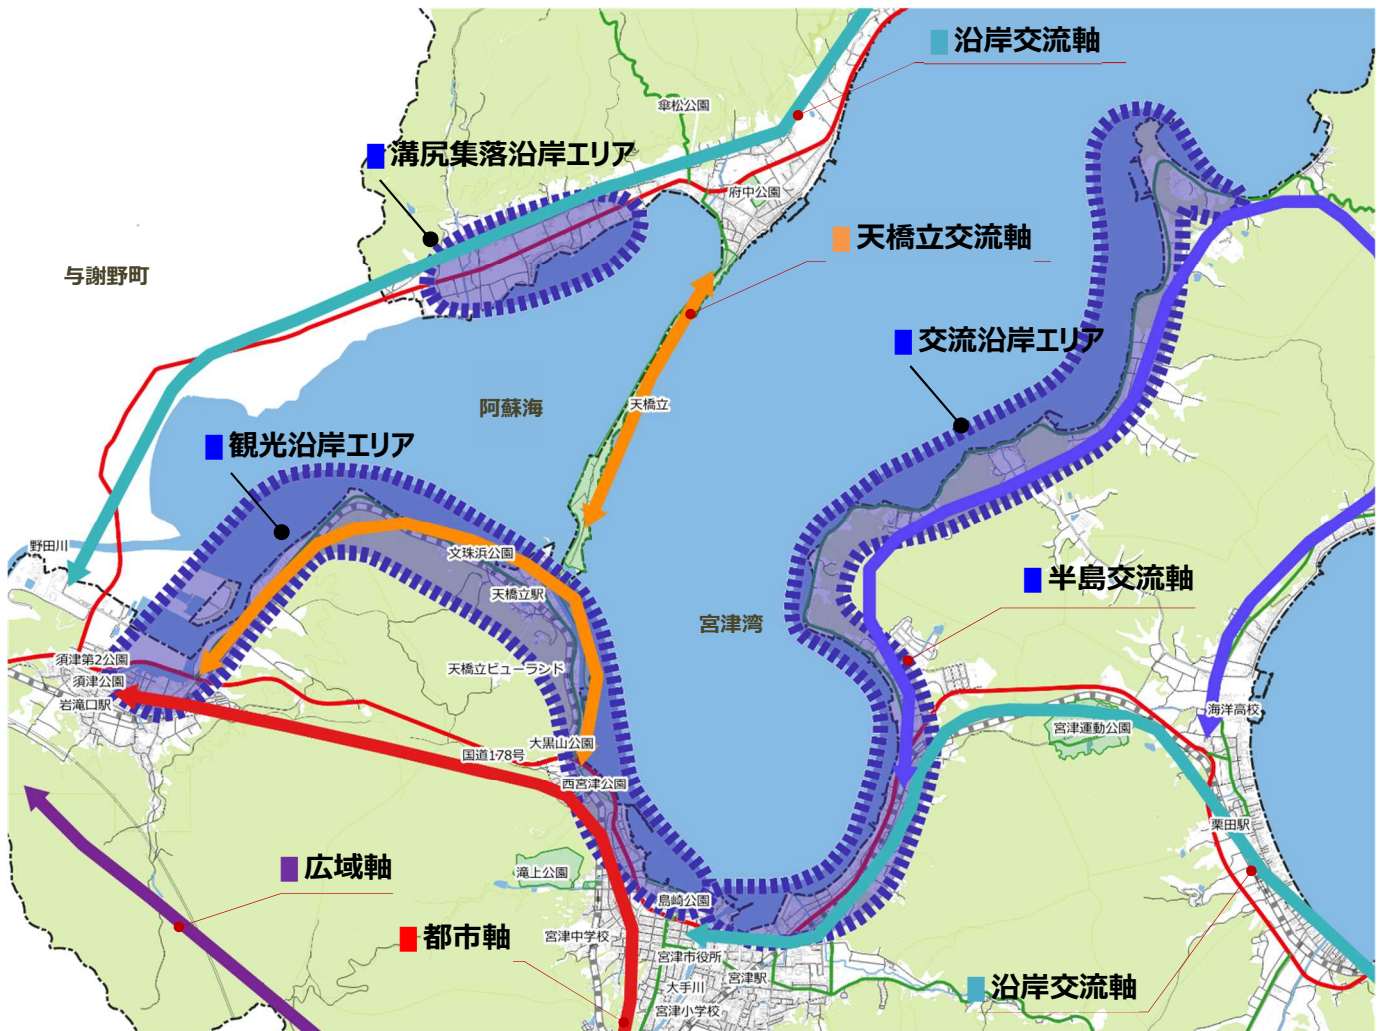 沿岸交流軸
傘松公園
溝尻集落沿岸エリア
府中公園
天橋立交流軸
与謝野町
交流沿岸エリア
阿蘇海
天橋立
観光沿岸エリア
野田川
文珠浜公園
天橋立駅
半島交流軸
宮津湾
須津第2公園
天橋立ビューランド
須津公園
岩滝口駅
海洋高校
宮津運動公園
大黒山公園
国道178号
西宮津公園
栗田駅
広域軸
滝上公園
島崎公園
都市軸
宮津中学校
宮津市役所
宮津駅
大手川
沿岸交流軸
宮津小学校